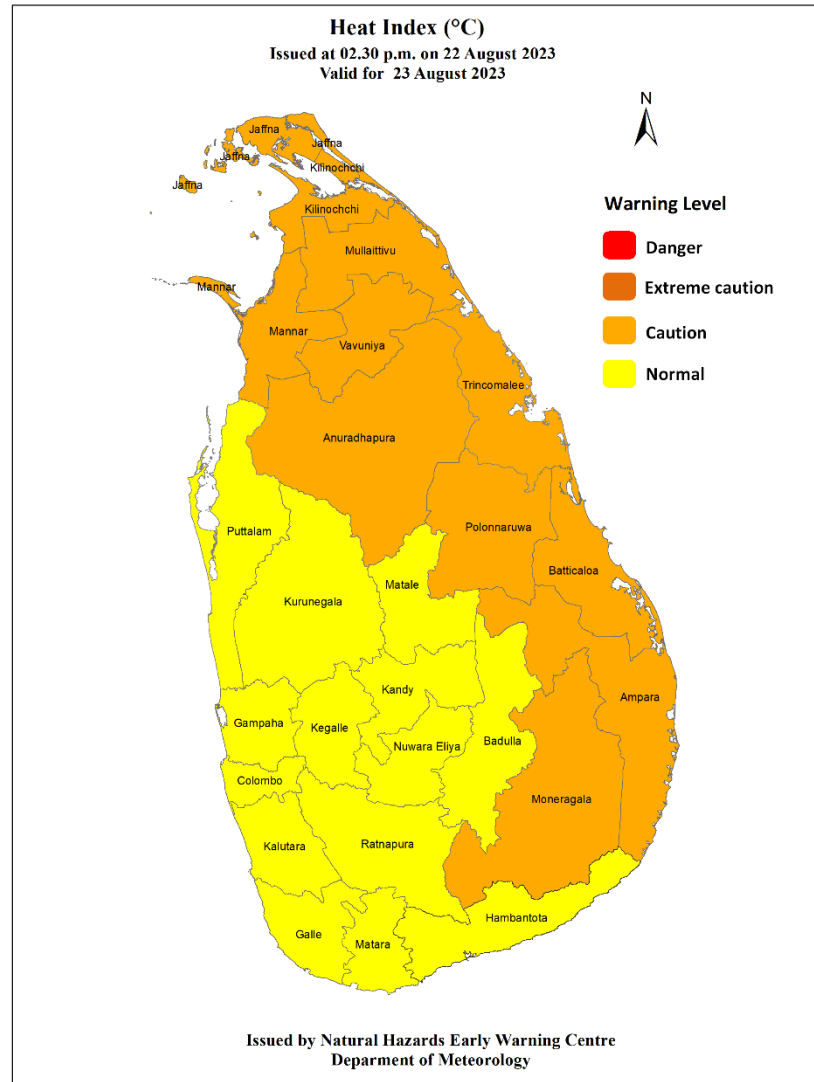 Heat Index (°C)
Issued at 02.30 p.m. on 22 August 2023
Valid for 23 August 2023
N
Jaffna
Jaffna
Jaffna
Kilinochchi
Jaffna
Kilinochchi
Mullaittivu
Mannar
Mannar
Vavuniya
Trincomalee
Anuradhapura
Puttalam
Polonnaruwa
Batticaloa
Matale
Kurunegala
Kandy
Ampara
Gampaha
Kegalle
Nuwara Eliya
Badulla
Colombo
Moneragala
Kalutara
Ratnapura
Hambantota
Galle
Matara
Warning Level
Danger
Extreme caution
Caution
Normal
Issued by Natural Hazards Early Warning Centre
Deparment of Meteorology